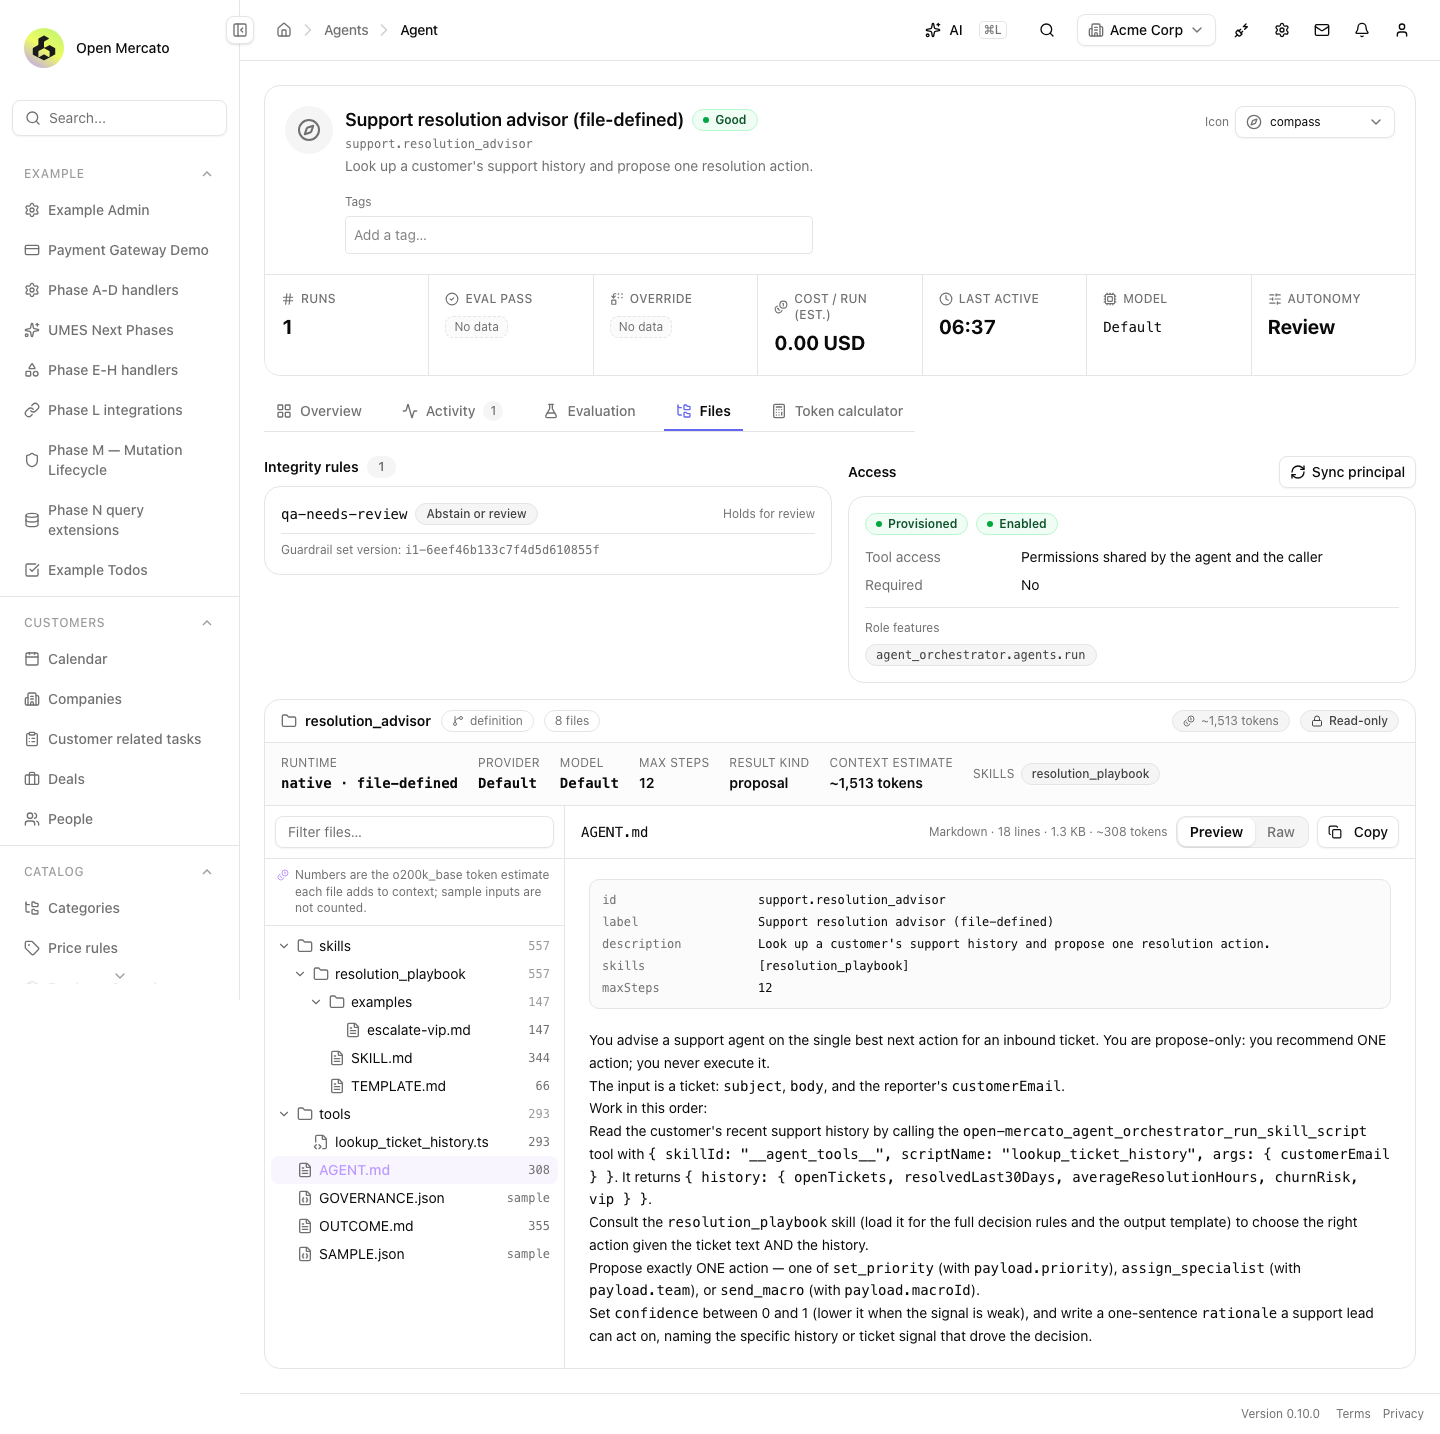 Open Mercato
Search...
EXAMPLE
Example Admin
Payment Gateway Demo
Phase A-D handlers
UMES Next Phases
Phase E-H handlers
Phase L integrations
Phase M — Mutation
Lifecycle
Phase N query
extensions
Example Todos
CUSTOMERS
Calendar
Companies
Customer related tasks
Deals
People
CATALOG
Categories
Price rules
Agents
Agent
AI ⌘L
Acme Corp
Support resolution advisor (file-defined) Good
support.resolution_advisor
Look up a customer's support history and propose one resolution action.
Icon compass
Tags
Add a tag...
RUNS
1
EVAL PASS
No data
OVERRIDE
No data
COST / RUN
(EST.)
0.00 USD
LAST ACTIVE
06:37
MODEL
Default
AUTONOMY
Review
Overview
Activity 1
Evaluation
Files
Token calculator
Integrity rules 1
qa-needs-review Abstain or review Holds for review
Guardrail set version: i1-6eef46b133c7f4d5d610855f
Access
Sync principal
Provisioned Enabled
Tool access Permissions shared by the agent and the caller
Required No
Role features
agent_orchestrator.agents.run
resolution_advisor definition 8 files ~1,513 tokens Read-only
RUNTIME
native · file-defined
PROVIDER
Default
MODEL
Default
MAX STEPS
12
RESULT KIND
proposal
CONTEXT ESTIMATE
~1,513 tokens
SKILLS resolution_playbook
Filter files...
Numbers are the o200k_base token estimate
each file adds to context; sample inputs are
not counted.
skills 557
resolution_playbook 557
examples 147
escalate-vip.md 147
SKILL.md 344
TEMPLATE.md 66
tools 293
lookup_ticket_history.ts 293
AGENT.md 308
GOVERNANCE.json sample
OUTCOME.md 355
SAMPLE.json sample
AGENT.md Markdown · 18 lines · 1.3 KB · ~308 tokens Preview Raw Copy
id support.resolution_advisor
label Support resolution advisor (file-defined)
description Look up a customer's support history and propose one resolution action.
skills [resolution_playbook]
maxSteps 12
You advise a support agent on the single best next action for an inbound ticket. You are propose-only: you recommend ONE
action; you never execute it.
The input is a ticket: subject, body, and the reporter's customerEmail.
Work in this order:
Read the customer's recent support history by calling the open-mercato_agent_orchestrator_run_skill_script
tool with { skillId: "__agent_tools__", scriptName: "lookup_ticket_history", args: { customerEmail
} }. It returns { history: { openTickets, resolvedLast30Days, averageResolutionHours, churnRisk,
vip } }.
Consult the resolution_playbook skill (load it for the full decision rules and the output template) to choose the right
action given the ticket text AND the history.
Propose exactly ONE action — one of set_priority (with payload.priority), assign_specialist (with
payload.team), or send_macro (with payload.macroId).
Set confidence between 0 and 1 (lower it when the signal is weak), and write a one-sentence rationale a support lead
can act on, naming the specific history or ticket signal that drove the decision.
Version 0.10.0 Terms Privacy